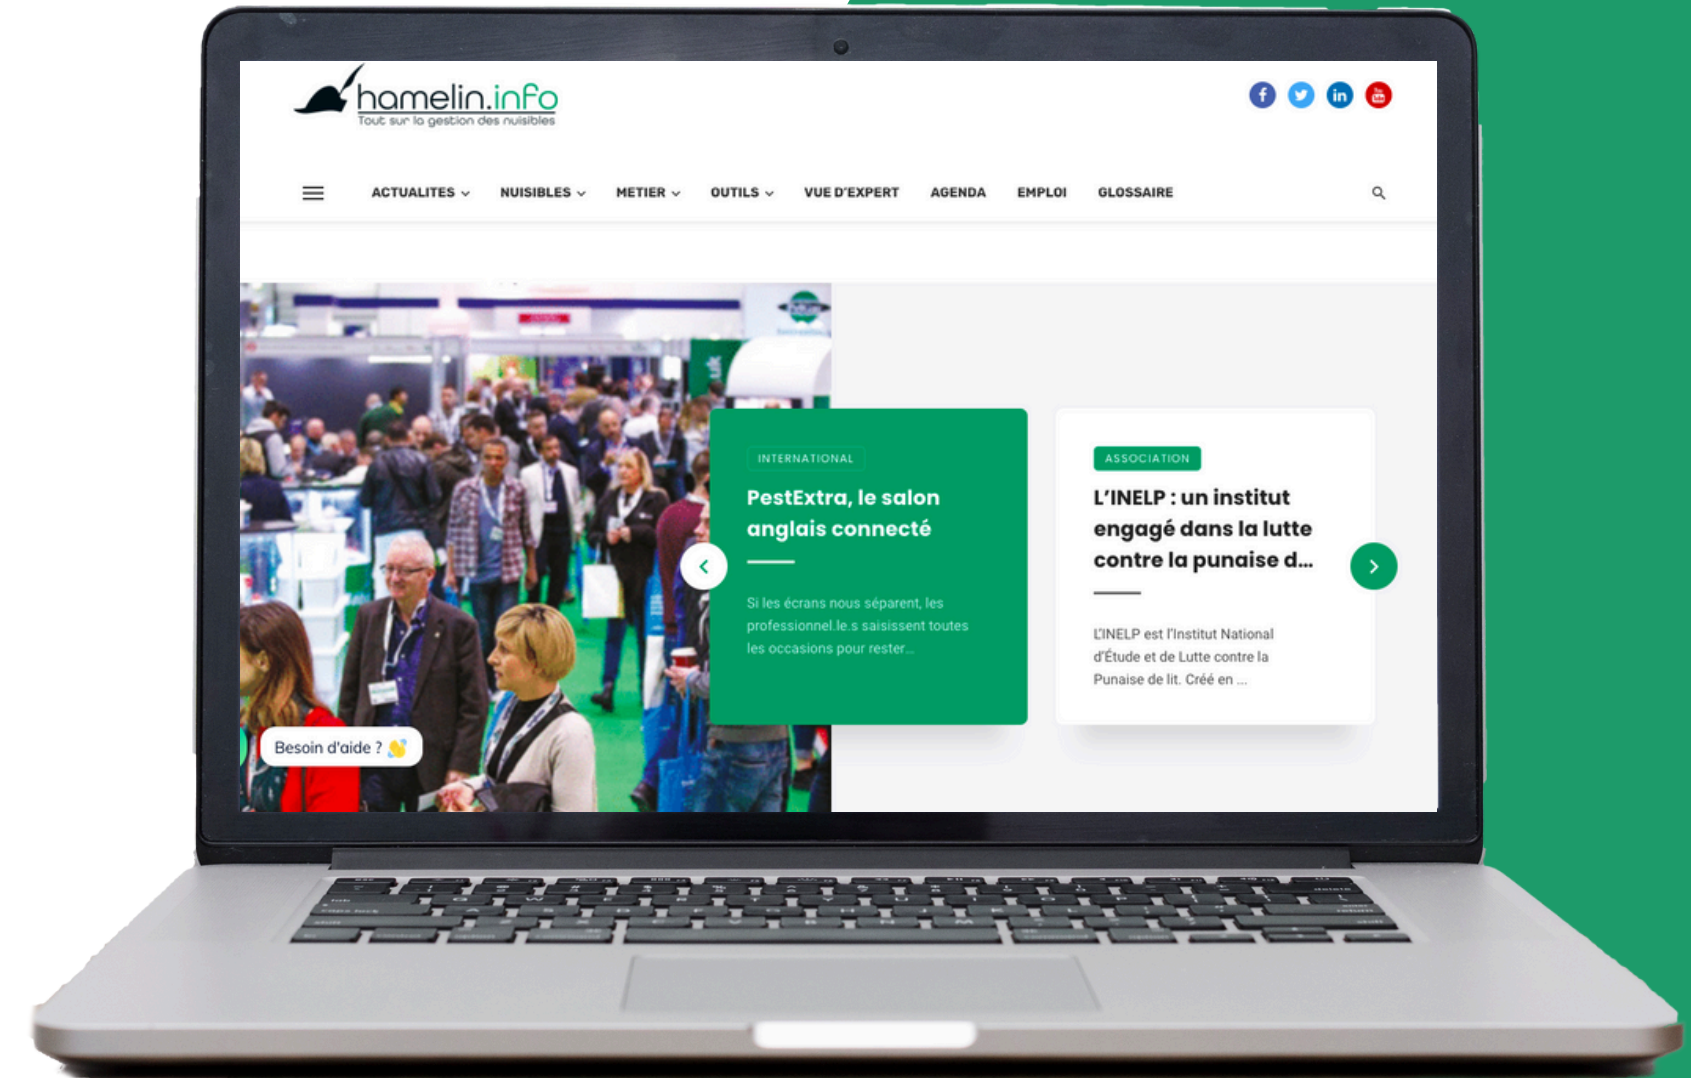 hamelin.info
Tout sur la gestion des nuisibles
ACTUALITES NUISIBLES METIER OUTILS VUE D'EXPERT AGENDA EMPLOI GLOSSAIRE
INTERNATIONAL
PestExtra, le salon
anglais connecté
Si les écrans nous séparent, les
professionnel.le.s saisissent toutes
les occasions pour rester...
ASSOCIATION
L'INELP : un institut
engagé dans la lutte
contre la punaise d...
L'INELP est l'Institut National
d'Étude et de Lutte contre la
Punaise de lit. Créé en ...
Besoin d'aide ? 👋